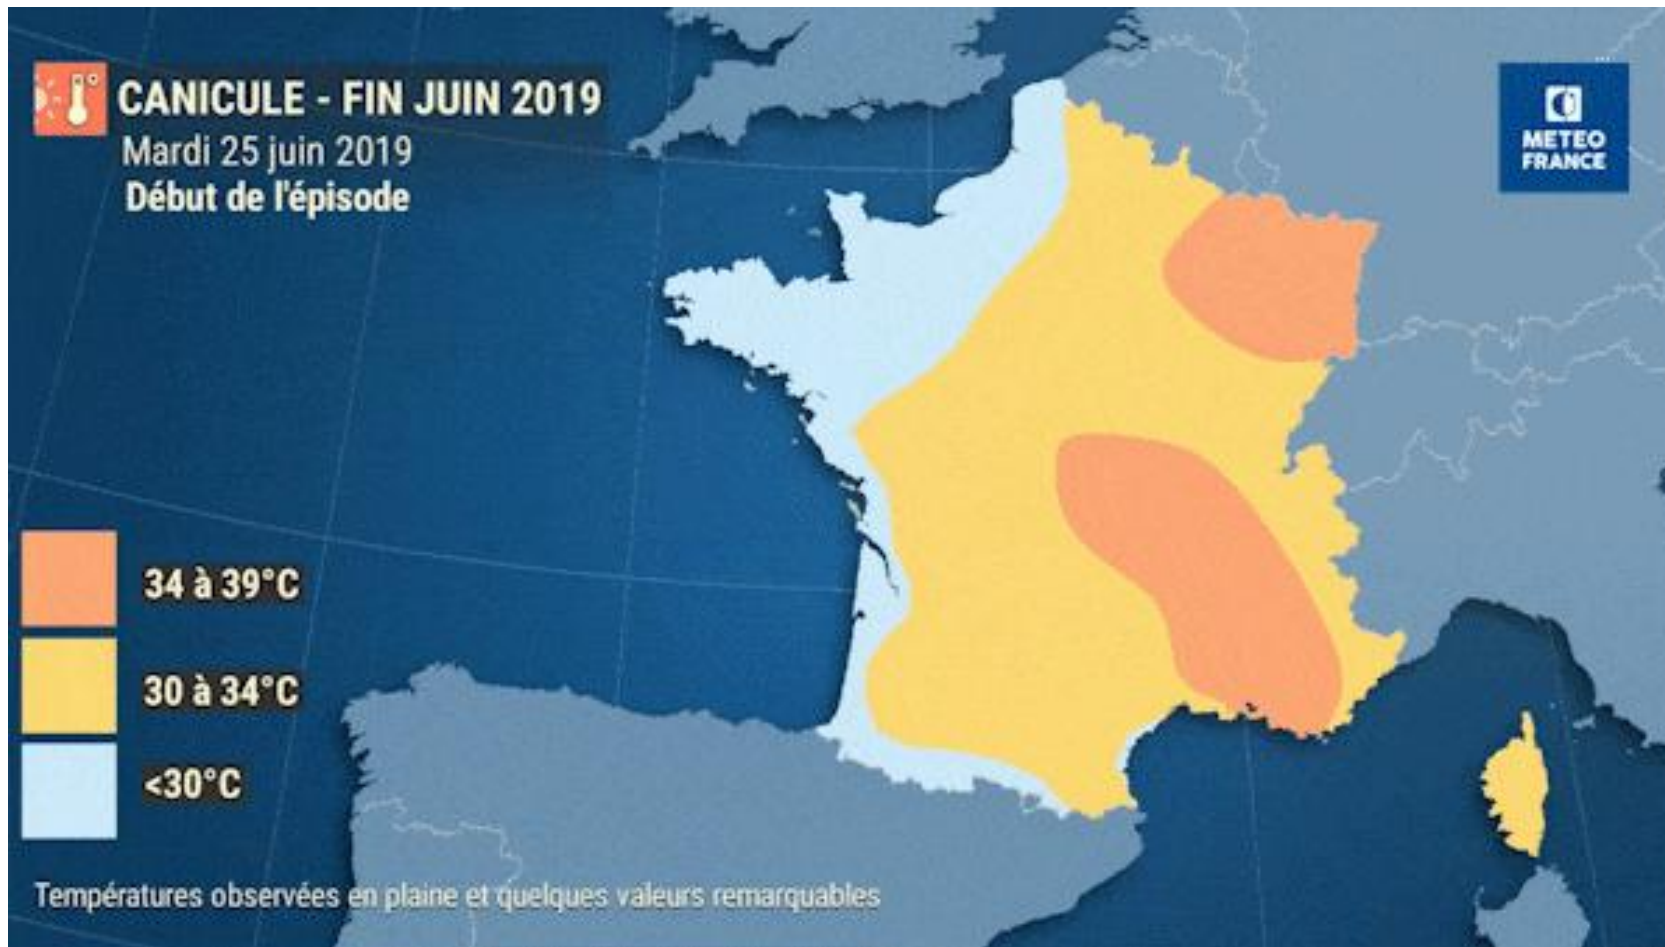 CANICULE - FIN JUIN 2019
Mardi 25 juin 2019
Début de l'épisode
METEO
FRANCE
34 à 39°C
30 à 34°C
<30°C
Températures observées en plaine et quelques valeurs remarquables